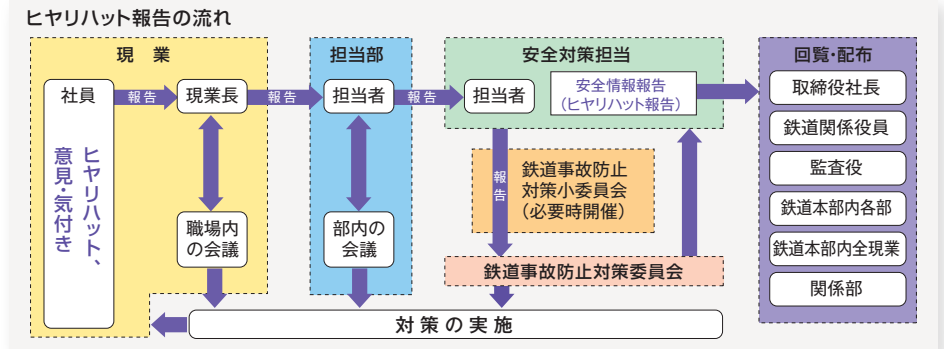 ヒヤリハット報告の流れ
現　業
社員
ヒヤリハット、
意見・気付き
報告
現業長
職場内
の会議
報告
担当部
担当者
部内の
会議
報告
安全対策担当
担当者
安全情報報告
（ヒヤリハット報告）
報告
鉄道事故防止
対策小委員会
（必要時開催）
鉄道事故防止対策委員会
対策の実施
回覧・配布
取締役社長
鉄道関係役員
監査役
鉄道本部内各部
鉄道本部内全現業
関係部